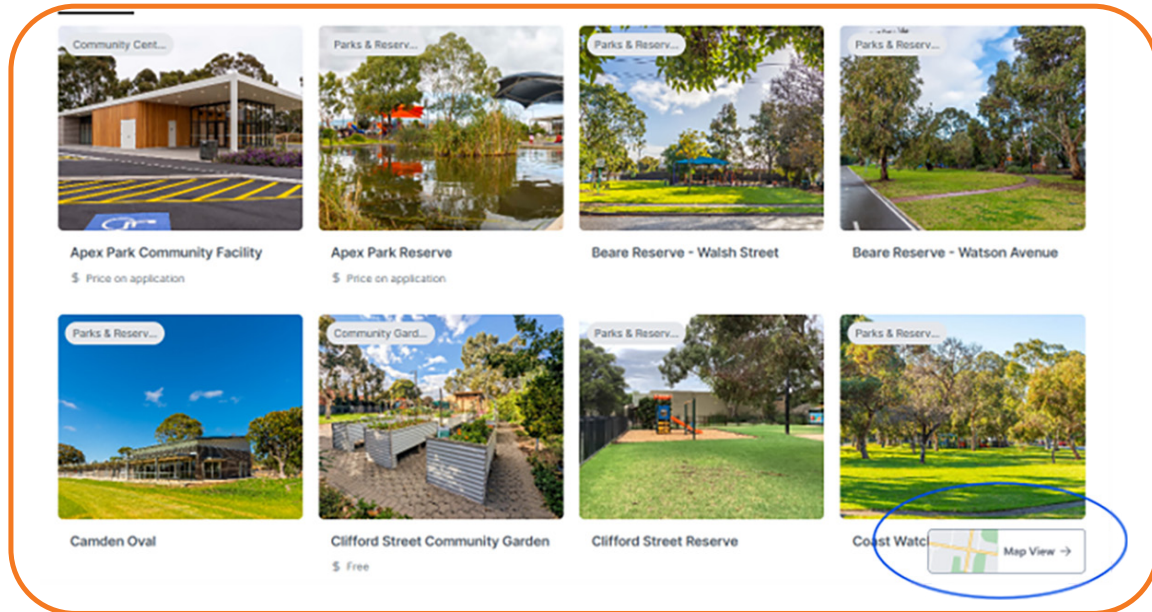 Community Cent...
Parks & Reserv...
Parks & Reserv...
Parks & Reserv...
Apex Park Community Facility
Apex Park Reserve
Beare Reserve - Walsh Street
Beare Reserve - Watson Avenue
$ Price on application
$ Price on application
Parks & Reserv...
Community Gard...
Parks & Reserv...
Parks & Reserv...
Camden Oval
Clifford Street Community Garden
Clifford Street Reserve
Coast Watc
Map View →
$ Free